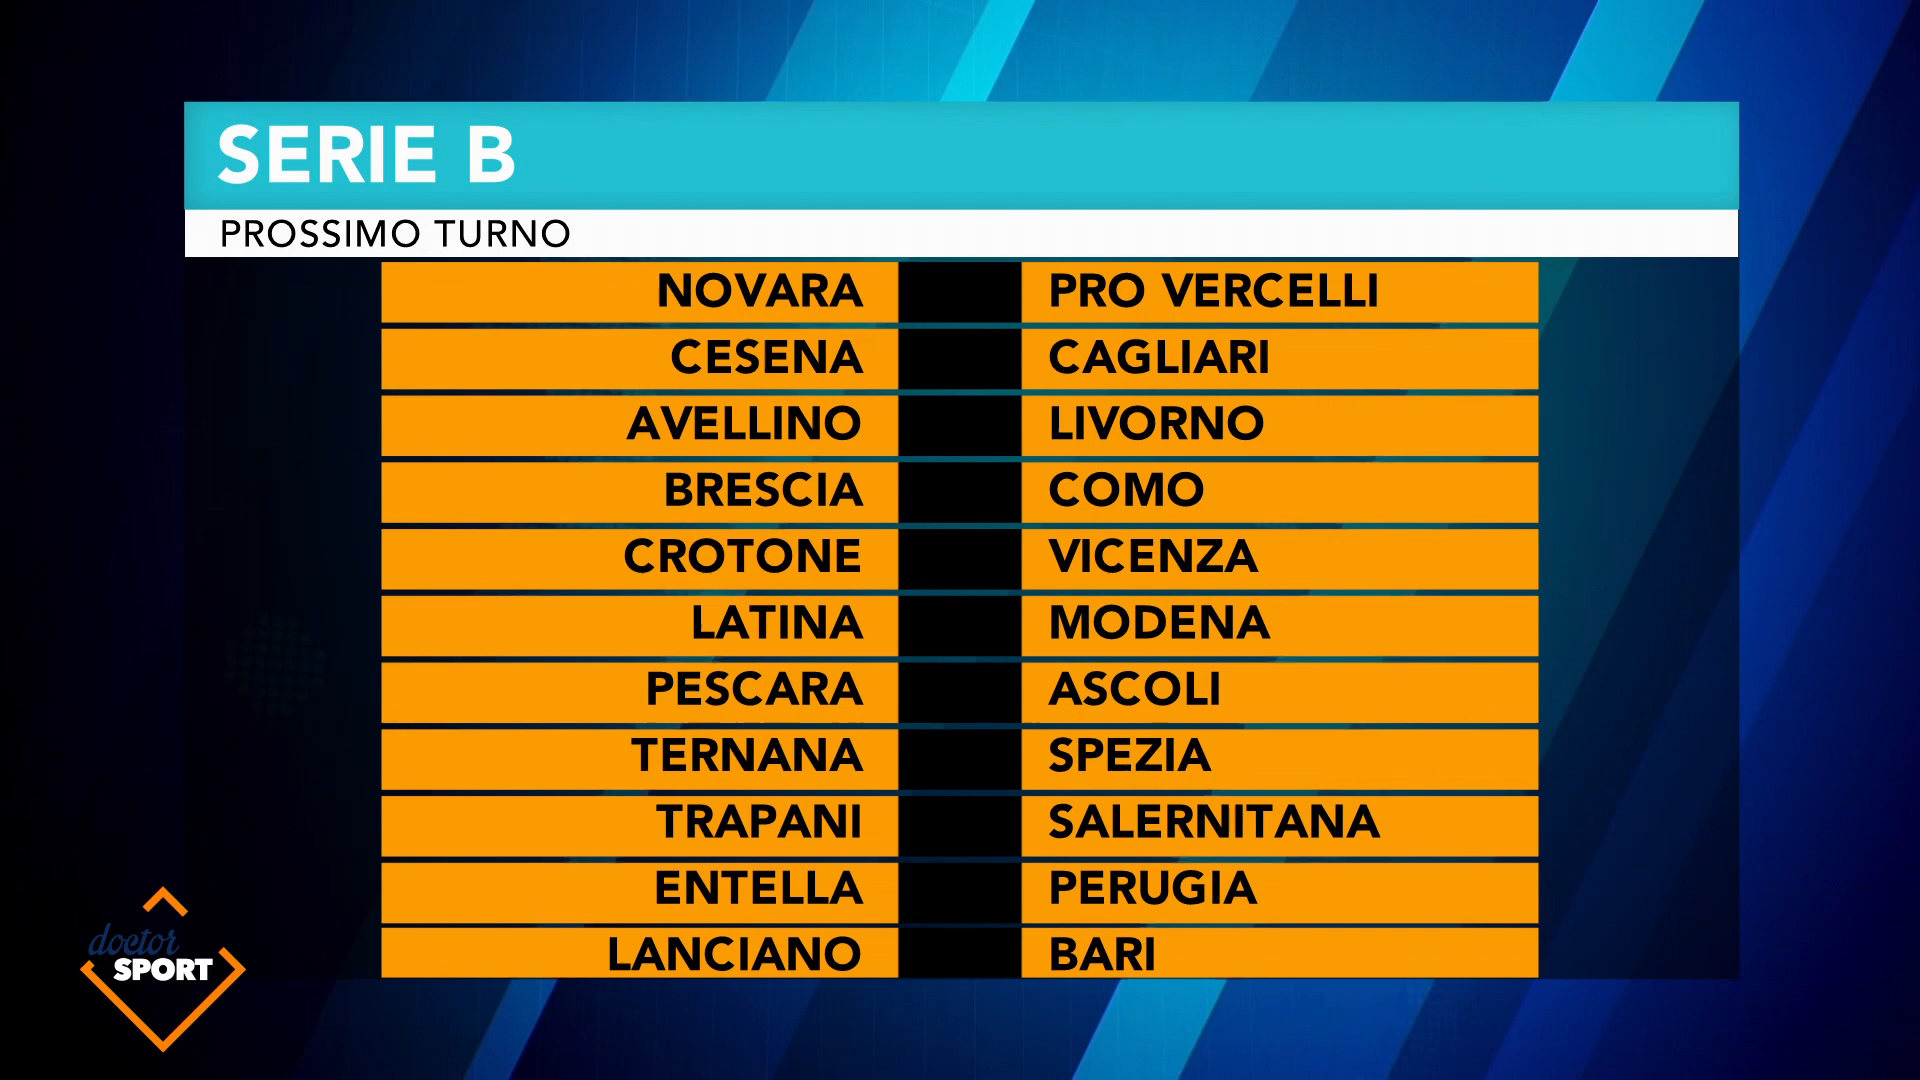 SERIE B
PROSSIMO TURNO
NOVARA PRO VERCELLI
CESENA CAGLIARI
AVELLINO LIVORNO
BRESCIA COMO
CROTONE VICENZA
LATINA MODENA
PESCARA ASCOLI
TERNANA SPEZIA
TRAPANI SALERNITANA
ENTELLA PERUGIA
LANCIANO BARI
doctor
SPORT